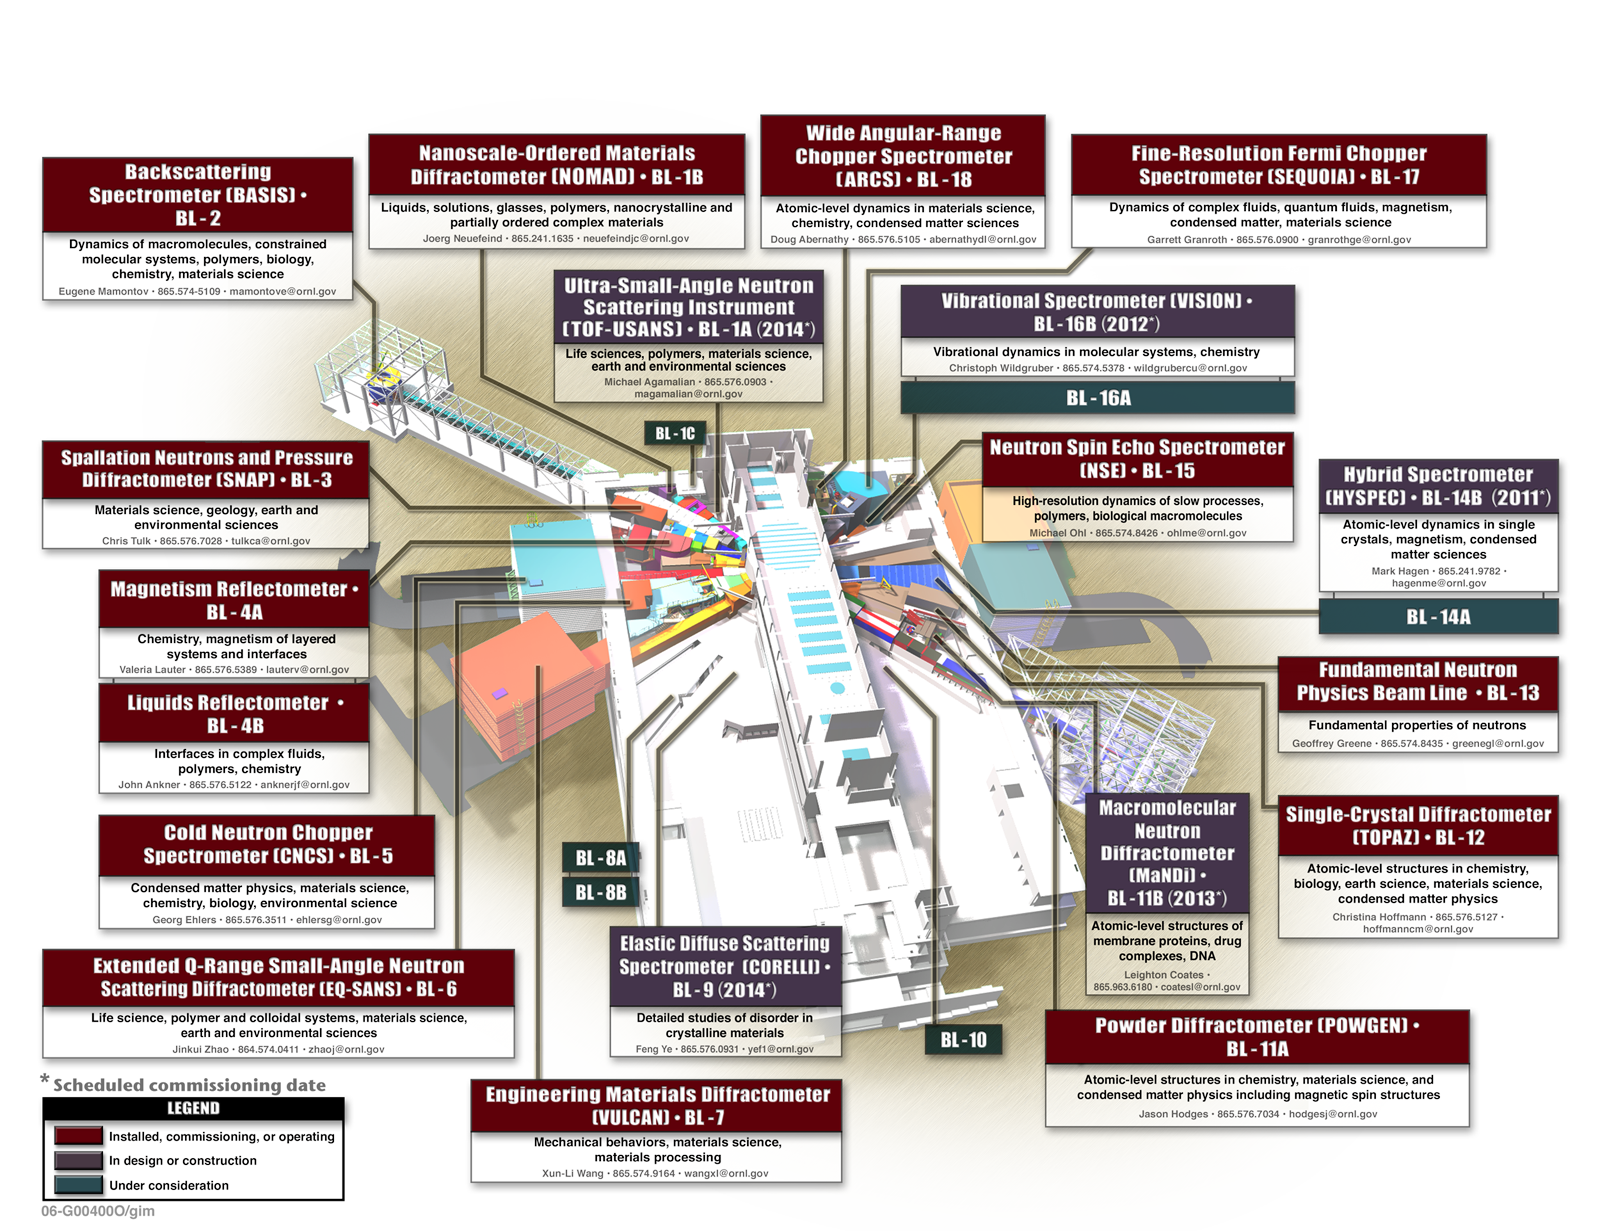 Backscattering
Spectrometer (BASIS) •
BL - 2
Dynamics of macromolecules, constrained
molecular systems, polymers, biology,
chemistry, materials science
Eugene Mamontov • 865.574-5109 • mamontove@ornl.gov
Nanoscale-Ordered Materials
Diffractometer (NOMAD) • BL - 1B
Liquids, solutions, glasses, polymers, nanocrystalline and
partially ordered complex materials
Joerg Neuefeind • 865.241.1635 • neuefeindjc@ornl.gov
Wide Angular-Range
Chopper Spectrometer
(ARCS) • BL - 18
Atomic-level dynamics in materials science,
chemistry, condensed matter sciences
Doug Abernathy • 865.576.5105 • abernathydl@ornl.gov
Fine-Resolution Fermi Chopper
Spectrometer (SEQUOIA) • BL - 17
Dynamics of complex fluids, quantum fluids, magnetism,
condensed matter, materials science
Garrett Granroth • 865.576.0900 • granrothge@ornl.gov
Ultra-Small-Angle Neutron
Scattering Instrument
(TOF-USANS) • BL - 1A (2014*)
Life sciences, polymers, materials science,
earth and environmental sciences
Michael Agamalian • 865.576.0903 •
magamalian@ornl.gov
BL - 1C
Vibrational Spectrometer (VISION) •
BL - 16B (2012*)
Vibrational dynamics in molecular systems, chemistry
Christoph Wildgruber • 865.574.5378 • wildgrubercu@ornl.gov
BL - 16A
Spallation Neutrons and Pressure
Diffractometer (SNAP) • BL - 3
Materials science, geology, earth and
environmental sciences
Chris Tulk • 865.576.7028 • tulkca@ornl.gov
Neutron Spin Echo Spectrometer
(NSE) • BL - 15
High-resolution dynamics of slow processes,
polymers, biological macromolecules
Michael Ohl • 865.574.8426 • ohlme@ornl.gov
Hybrid Spectrometer
(HYSPEC) • BL - 14B (2011*)
Atomic-level dynamics in single
crystals, magnetism, condensed
matter sciences
Mark Hagen • 865.241.9782 •
hagenme@ornl.gov
BL - 14A
Magnetism Reflectometer •
BL - 4A
Chemistry, magnetism of layered
systems and interfaces
Valeria Lauter • 865.576.5389 • lauterv@ornl.gov
Liquids Reflectometer •
BL - 4B
Interfaces in complex fluids,
polymers, chemistry
John Ankner • 865.576.5122 • anknerjf@ornl.gov
Fundamental Neutron
Physics Beam Line • BL - 13
Fundamental properties of neutrons
Geoffrey Greene • 865.574.8435 • greenegl@ornl.gov
Cold Neutron Chopper
Spectrometer (CNCS) • BL - 5
Condensed matter physics, materials science,
chemistry, biology, environmental science
Georg Ehlers • 865.576.3511 • ehlersg@ornl.gov
BL - 8A
BL - 8B
Macromolecular
Neutron
Diffractometer
(MaNDi) •
BL - 11B (2013*)
Atomic-level structures of
membrane proteins, drug
complexes, DNA
Leighton Coates •
865.963.6180 • coatesl@ornl.gov
Single-Crystal Diffractometer
(TOPAZ) • BL - 12
Atomic-level structures in chemistry,
biology, earth science, materials science,
condensed matter physics
Christina Hoffmann • 865.576.5127 •
hoffmanncm@ornl.gov
Extended Q-Range Small-Angle Neutron
Scattering Diffractometer (EQ-SANS) • BL - 6
Life science, polymer and colloidal systems, materials science,
earth and environmental sciences
Jinkui Zhao • 864.574.0411 • zhaoj@ornl.gov
Elastic Diffuse Scattering
Spectrometer (CORELLI) •
BL - 9 (2014*)
Detailed studies of disorder in
crystalline materials
Feng Ye • 865.576.0931 • yef1@ornl.gov
BL - 10
Powder Diffractometer (POWGEN) •
BL - 11A
Atomic-level structures in chemistry, materials science, and
condensed matter physics including magnetic spin structures
Jason Hodges • 865.576.7034 • hodgesj@ornl.gov
Engineering Materials Diffractometer
(VULCAN) • BL - 7
Mechanical behaviors, materials science,
materials processing
Xun-Li Wang • 865.574.9164 • wangxl@ornl.gov
* Scheduled commissioning date
LEGEND
Installed, commissioning, or operating
In design or construction
Under consideration
06-G00400O/gim